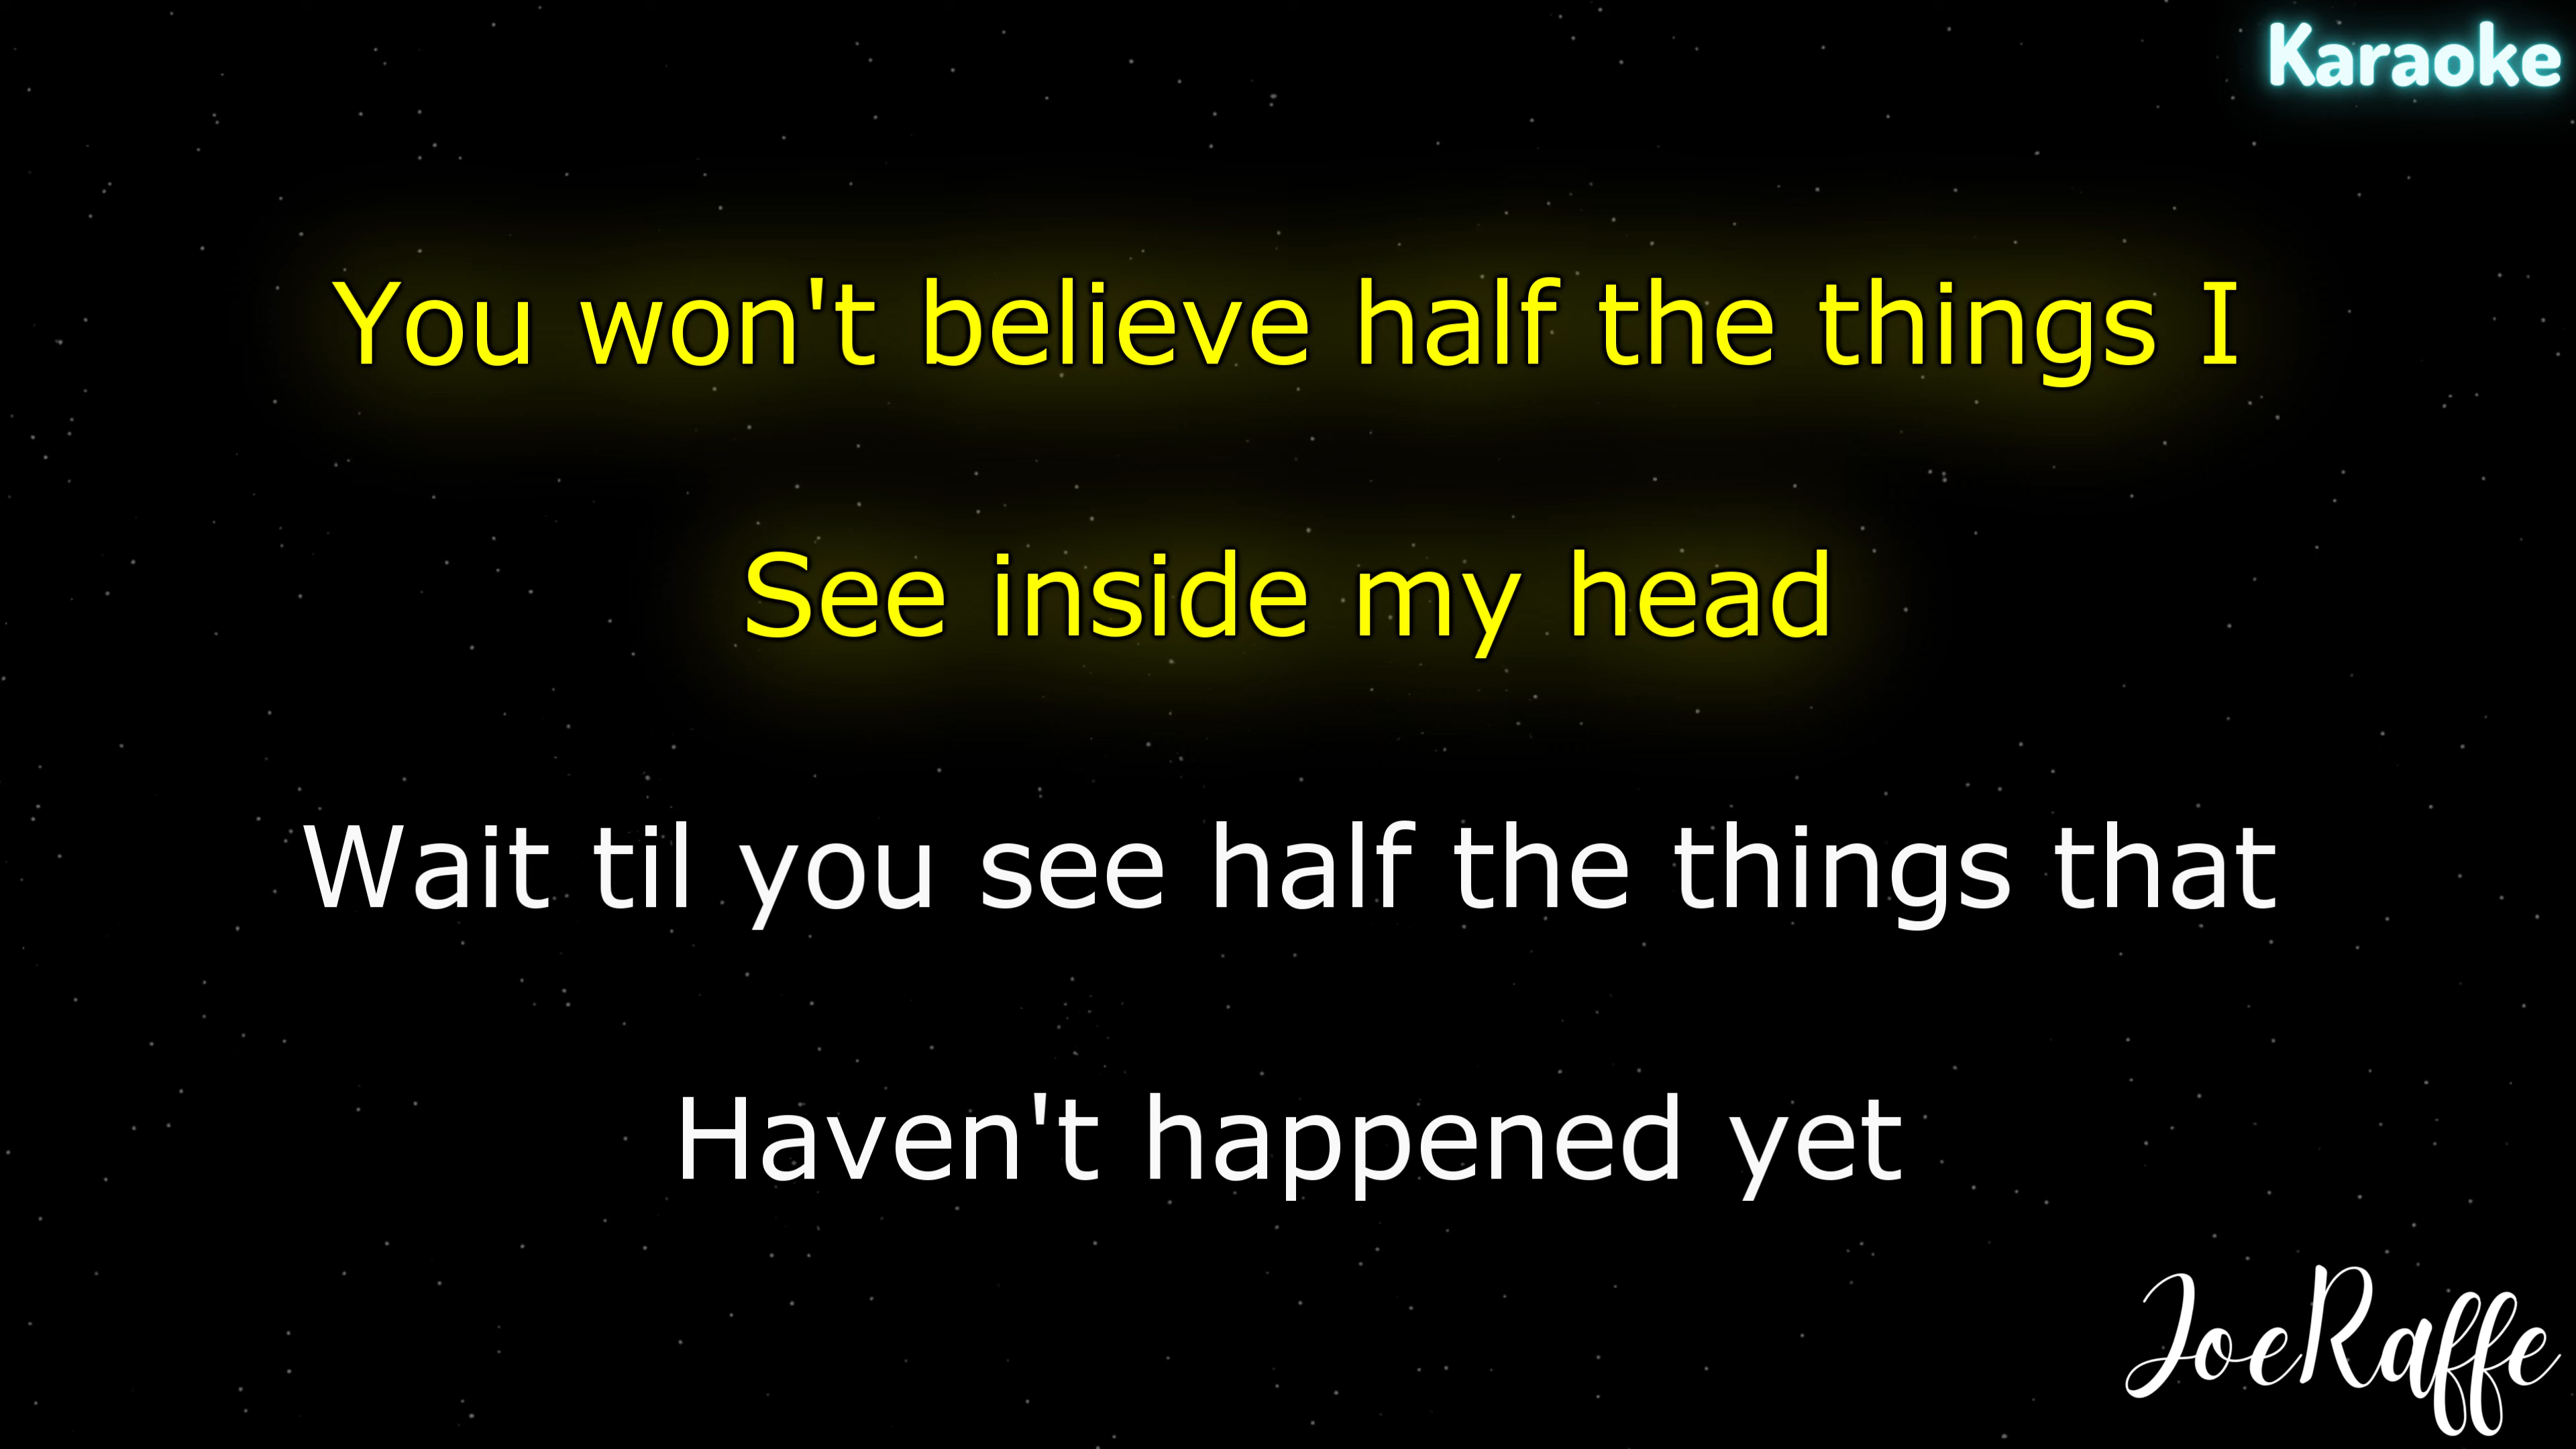 Karaoke
You won't believe half the things I
See inside my head
Wait til you see half the things that
Haven't happened yet
JoeRaffe